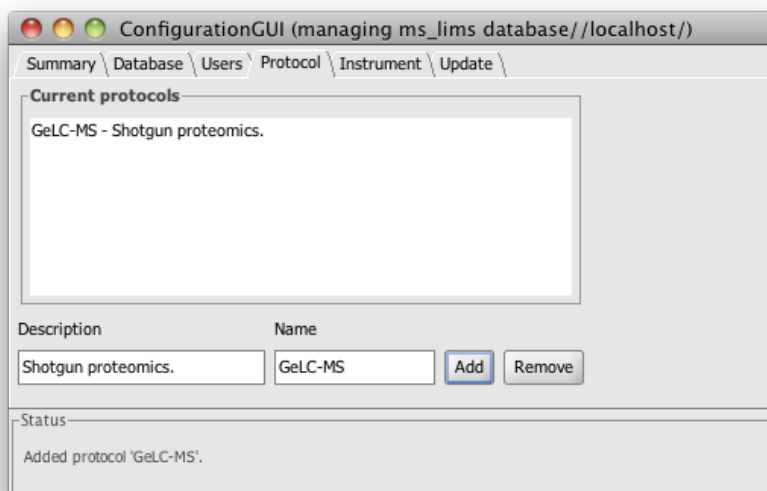 ConfigurationGUI (managing ms_lims database//localhost/)
Summary Database Users Protocol Instrument Update
Current protocols
GeLC-MS - Shotgun proteomics.
Description Name
Shotgun proteomics. GeLC-MS Add Remove
Status
Added protocol 'GeLC-MS'.